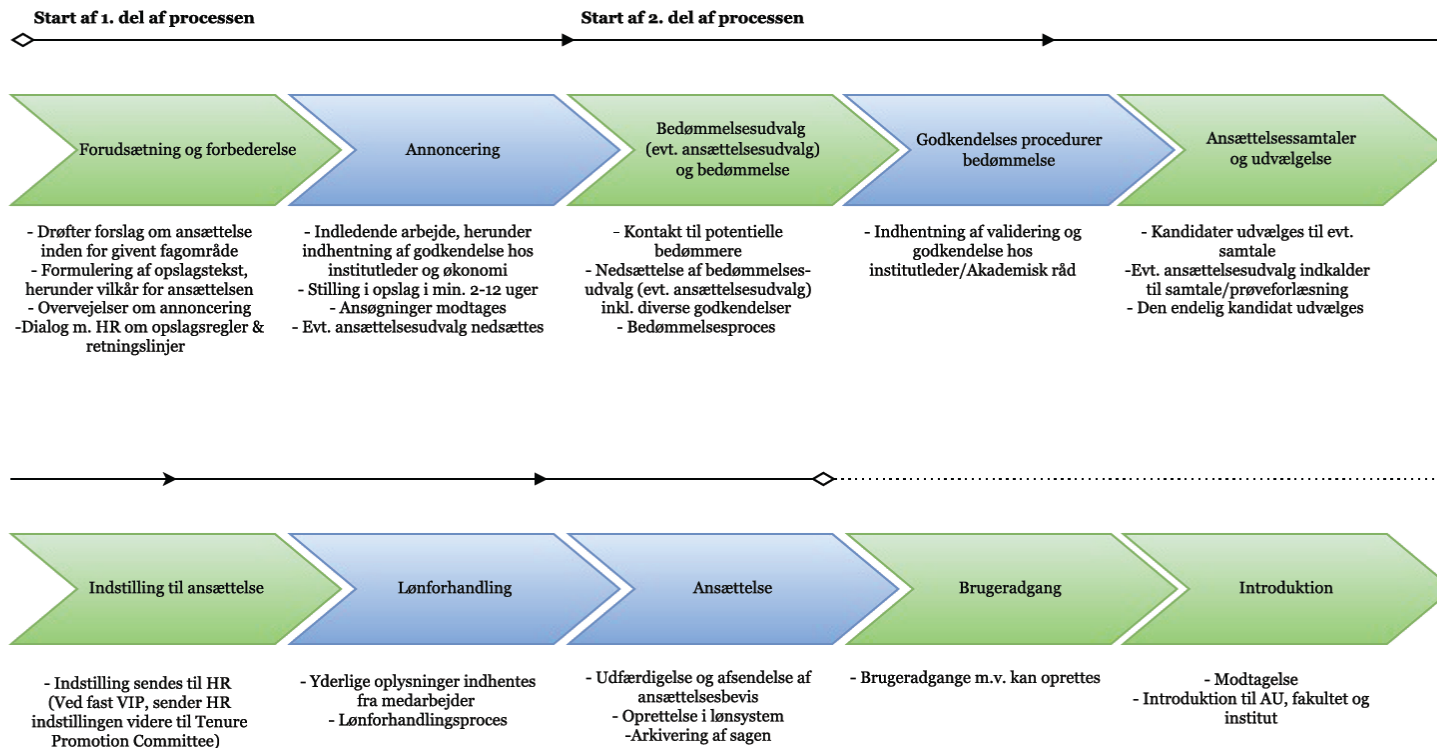 Start af 1. del af processen
Start af 2. del af processen
Forudsætning og forbederelse
Annoncering
Bedømmelsesudvalg
(evt. ansættelsesudvalg)
og bedømmelse
Godkendelses procedurer
bedømmelse
Ansættelsessamtaler
og udvælgelse
- Drøfter forslag om ansættelse
inden for givent fagområde
- Formulering af opslagstekst,
herunder vilkår for ansættelsen
- Overvejelser om annoncering
-Dialog m. HR om opslagsregler &
retningslinjer
- Indledende arbejde, herunder
indhentning af godkendelse hos
institutleder og økonomi
- Stilling i opslag i min. 2-12 uger
- Ansøgninger modtages
- Evt. ansættelsesudvalg nedsættes
- Kontakt til potentielle
bedømmere
- Nedsættelse af bedømmelses-
udvalg (evt. ansættelsesudvalg)
inkl. diverse godkendelser
- Bedømmelsesproces
- Indhentning af validering og
godkendelse hos
institutleder/Akademisk råd
- Kandidater udvælges til evt.
samtale
-Evt. ansættelsesudvalg indkalder
til samtale/prøveforlæsning
- Den endelig kandidat udvælges
Indstilling til ansættelse
Lønforhandling
Ansættelse
Brugeradgang
Introduktion
- Indstilling sendes til HR
(Ved fast VIP, sender HR
indstillingen videre til Tenure
Promotion Committee)
- Yderlige oplysninger indhentes
fra medarbejder
- Lønforhandlingsproces
- Udfærdigelse og afsendelse af
ansættelsesbevis
- Oprettelse i lønsystem
-Arkivering af sagen
- Brugeradgange m.v. kan oprettes
- Modtagelse
- Introduktion til AU, fakultet og
institut